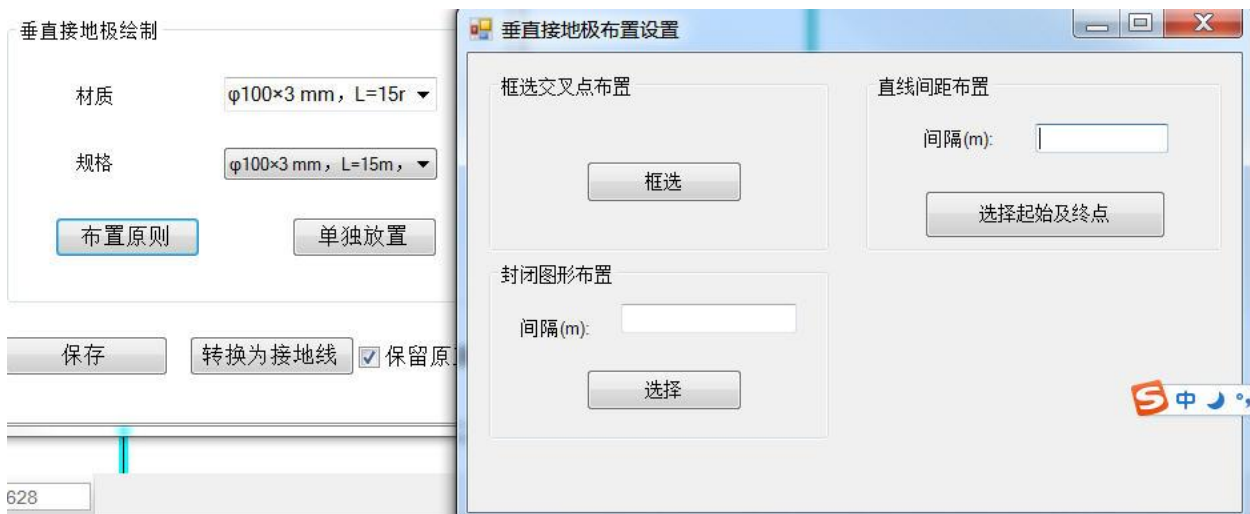 垂直接地极绘制
材质
φ100×3 mm，L=15r
规格
φ100×3 mm，L=15m，
布置原则
单独放置
保存
转换为接地线
保留原
628
垂直接地极布置设置
框选交叉点布置
框选
直线间距布置
间隔(m):
选择起始及终点
封闭图形布置
间隔(m):
选择
中